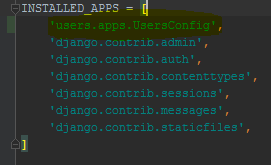 INSTALLED_APPS = [
'users.apps.UsersConfig',
'django.contrib.admin',
'django.contrib.auth',
'django.contrib.contenttypes',
'django.contrib.sessions',
'django.contrib.messages',
'django.contrib.staticfiles',
]